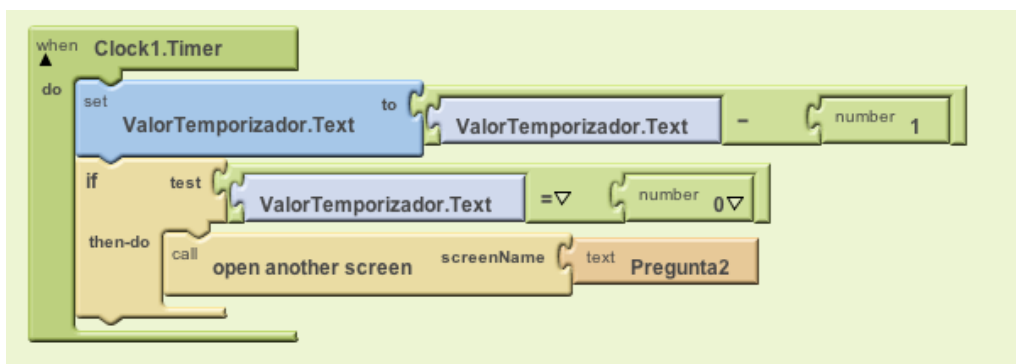 when Clock1.Timer
do set ValorTemporizador.Text to ValorTemporizador.Text - number 1
if test ValorTemporizador.Text = number 0
then-do call open another screen screenName text Pregunta2